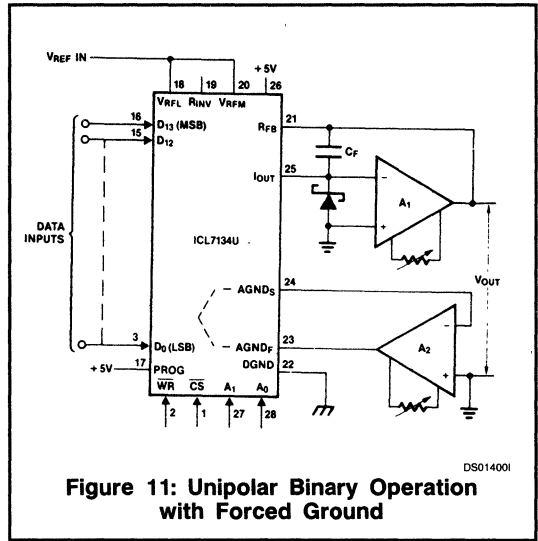 VREF IN
+5V
18 19 20 26
VRFL RINV VRFM
16 D13 (MSB)
15 D12
RFB 21
CF
IOUT 25
A1
DATA
INPUTS
ICL7134U
VOUT
AGNDS 24
AGNDF 23
A2
3 D0 (LSB)
DGND 22
+5V 17 PROG
WR CS A1 A0
2 1 27 28
DS01400I
Figure 11: Unipolar Binary Operation
with Forced Ground